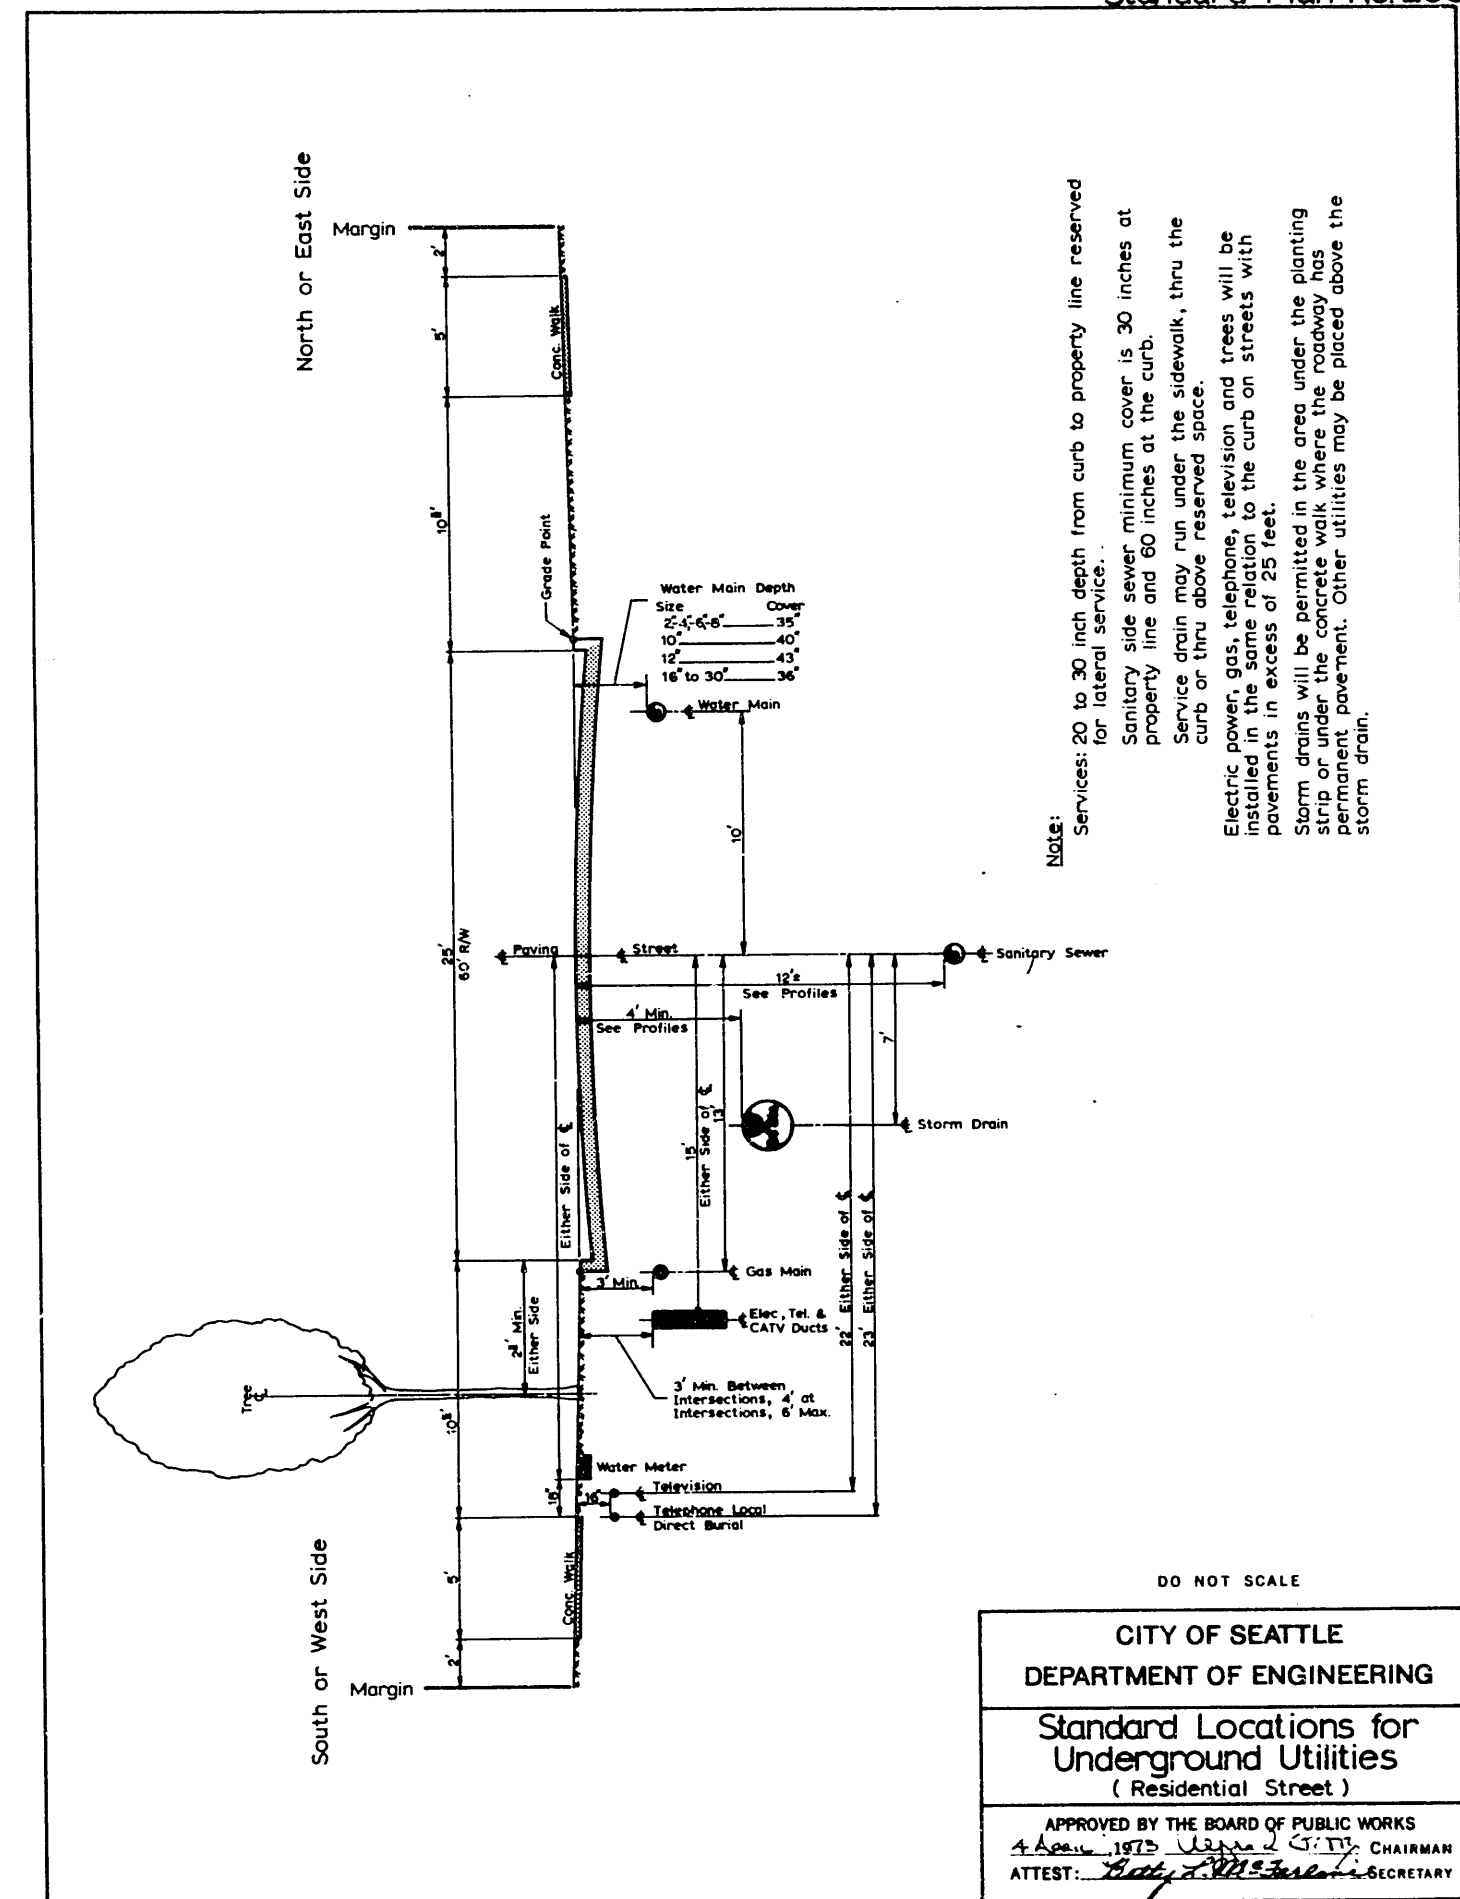 North or East Side
Margin
2'
5'
Conc. Walk
10½'
Grade Point
Water Main Depth
Size Cover
2"-4"-6"-8" 35"
10" 40"
12" 43"
16" to 30" 36"
Water Main
10'
25'
60' R/W
℄ Paving
℄ Street
℄ Sanitary Sewer
12'±
See Profiles
4' Min.
See Profiles
7'
℄ Storm Drain
Either Side of ℄
15'
Either Side of ℄
13'
22' Either Side of ℄
23' Either Side of ℄
3' Min.
℄ Gas Main
℄ Elec., Tel. &
CATV Ducts
2½' Min.
Either Side
Tree ℄
3' Min. Between
Intersections, 4' at
Intersections, 6' Max.
10½'
Water Meter
18"
16"
℄ Television
℄ Telephone Local
Direct Burial
5'
Conc. Walk
2'
Margin
South or West Side
Note:
Services: 20 to 30 inch depth from curb to property line reserved
for lateral service.
Sanitary side sewer minimum cover is 30 inches at
property line and 60 inches at the curb.
Service drain may run under the sidewalk, thru the
curb or thru above reserved space.
Electric power, gas, telephone, television and trees will be
installed in the same relation to the curb on streets with
pavements in excess of 25 feet.
Storm drains will be permitted in the area under the planting
strip or under the concrete walk where the roadway has
permanent pavement. Other utilities may be placed above the
storm drain.
DO NOT SCALE
CITY OF SEATTLE
DEPARTMENT OF ENGINEERING
Standard Locations for
Underground Utilities
( Residential Street )
APPROVED BY THE BOARD OF PUBLIC WORKS
4 April, 1973 CHAIRMAN
ATTEST: Betty L. McFarlane SECRETARY